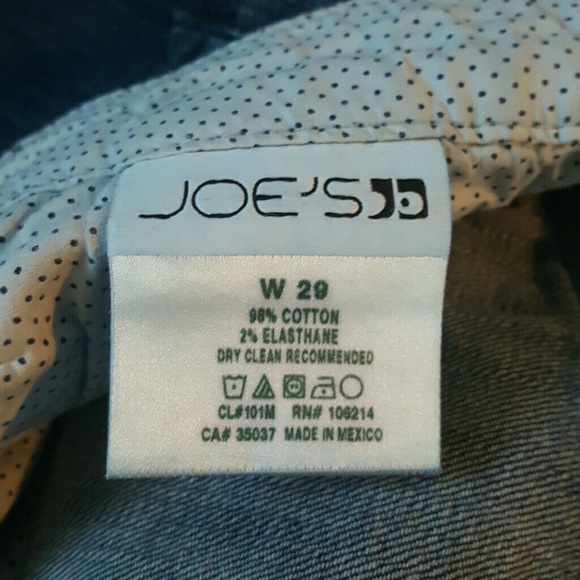 JOE'S
W 29
98% COTTON
2% ELASTHANE
DRY CLEAN RECOMMENDED
CL#101M RN# 106214
CA# 35037 MADE IN MEXICO